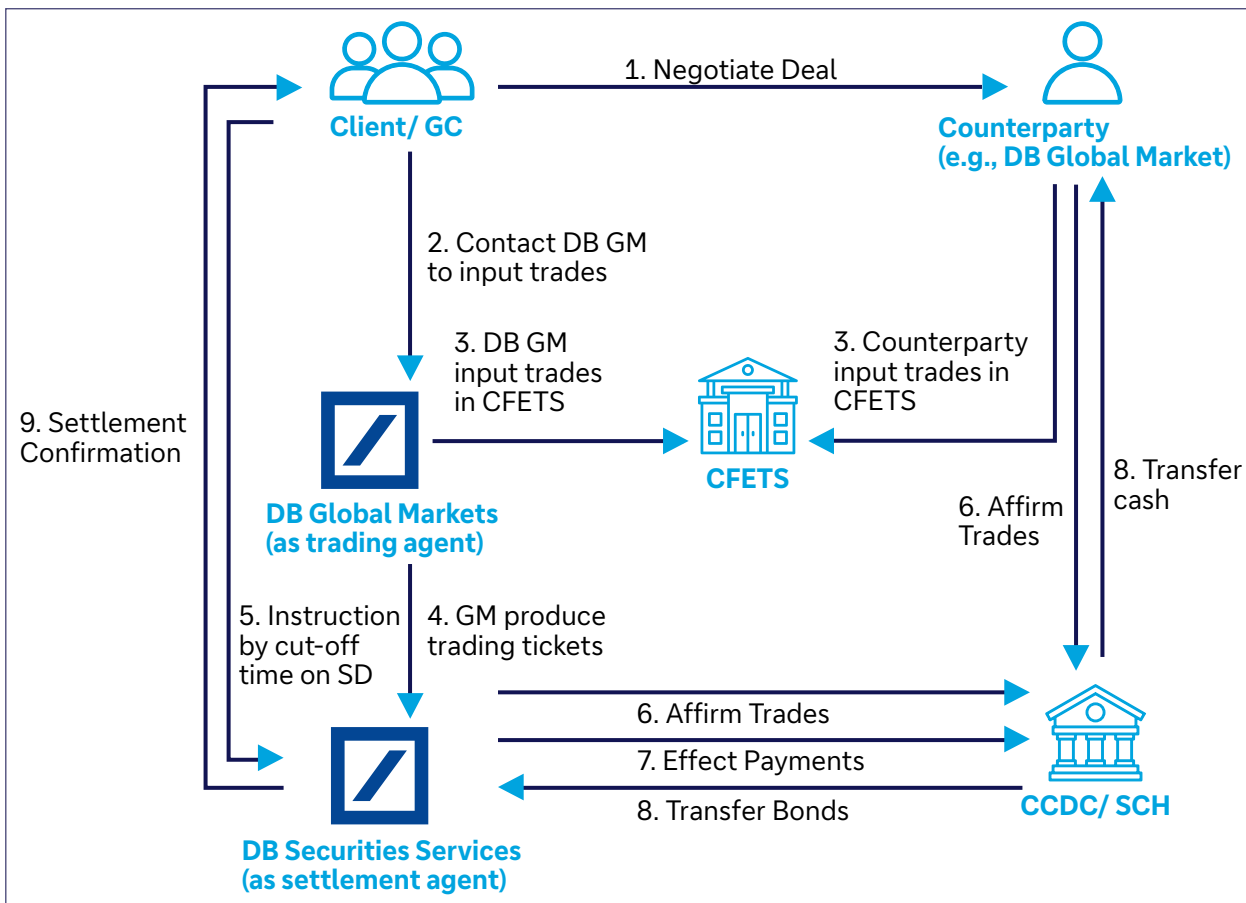 1. Negotiate Deal
Client/ GC
Counterparty
(e.g., DB Global Market)
2. Contact DB GM
to input trades
3. DB GM
input trades
in CFETS
3. Counterparty
input trades in
CFETS
9. Settlement
Confirmation
CFETS
8. Transfer
cash
6. Affirm
Trades
DB Global Markets
(as trading agent)
5. Instruction
by cut-off
time on SD
4. GM produce
trading tickets
6. Affirm Trades
7. Effect Payments
8. Transfer Bonds
CCDC/ SCH
DB Securities Services
(as settlement agent)